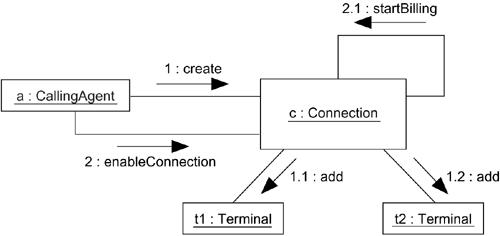 2.1 : startBilling
1 : create
a : CallingAgent
c : Connection
2 : enableConnection
1.1 : add
1.2 : add
t1 : Terminal
t2 : Terminal